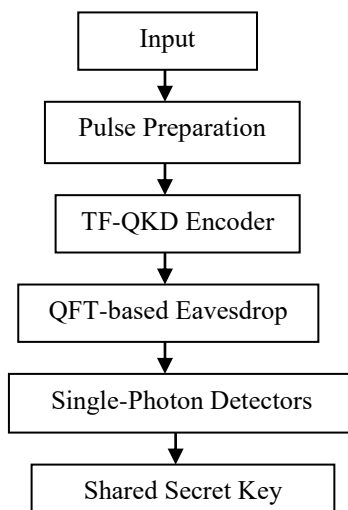 Input
Pulse Preparation
TF-QKD Encoder
QFT-based Eavesdrop
Single-Photon Detectors
Shared Secret Key